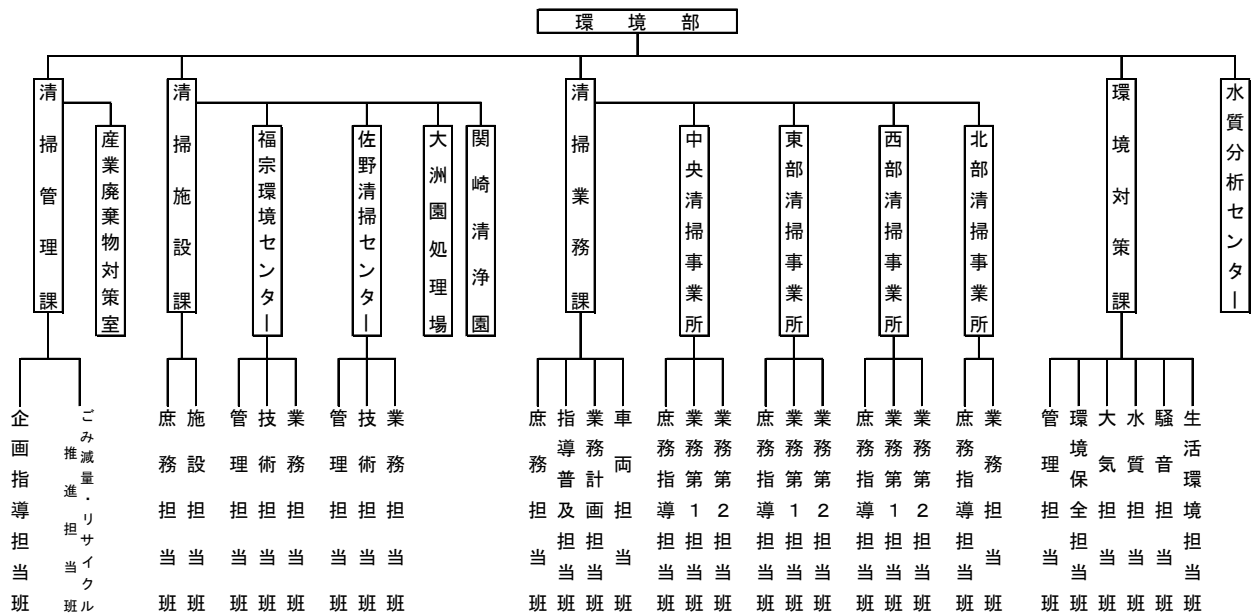 環境部
清掃管理課
産業廃棄物対策室
清掃施設課
福宗環境センター
佐野清掃センター
大洲園処理場
関崎清浄園
清掃業務課
中央清掃事業所
東部清掃事業所
西部清掃事業所
北部清掃事業所
環境対策課
水質分析センター
企画指導担当班
ごみ減量・リサイクル
推進担当班
庶務担当班
施設担当班
管理担当班
技術担当班
業務担当班
管理担当班
技術担当班
業務担当班
庶務担当班
指導普及担当班
業務計画担当班
車両担当班
庶務指導担当班
業務第1担当班
業務第2担当班
庶務指導担当班
業務第1担当班
業務第2担当班
庶務指導担当班
業務第1担当班
業務第2担当班
庶務指導担当班
業務担当班
管理担当班
環境保全担当班
大気担当班
水質担当班
騒音担当班
生活環境担当班